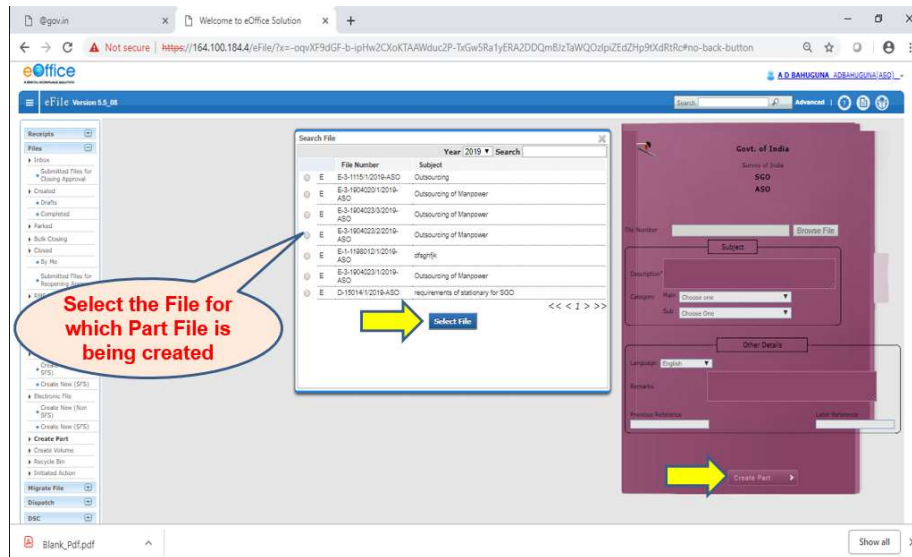 @gov.in
Welcome to eOffice Solution
Not secure | https://164.100.184.4/eFile/?x=-oqvXF9dGF-b-ipHw2CXoKTAAWduc2P-TxGw5Ra1yERA2DDQmBJzTaWQOzIpiZEdZHp9tXdRtRc#no-back-button
eOffice
A D BAHUGUNA ADBAHUGUNA(ASO)
eFile Version 5.5_08
Search
Advanced
Receipts
Files
Inbox
Submitted Files for
Closing Approval
Created
Drafts
Completed
Parked
Bulk Closing
Closed
By Me
Submitted Files for
Create New (SFS)
Electronic File
Create New (Non
SFS)
Create New (SFS)
Create Part
Create Volume
Recycle Bin
Initiated Action
Migrate File
Dispatch
DSC
Search File
Year 2019 Search
File Number Subject
E E-3-1115/1/2019-ASO Outsourcing
E E-3-1904020/1/2019-
ASO Outsourcing of Manpower
E E-3-1904023/3/2019-
ASO Outsourcing of Manpower
E E-3-1904023/2/2019-
ASO Outsourcing of Manpower
E E-1-1198012/1/2019-
ASO
E E-3-1904023/1/2019-
ASO Outsourcing of Manpower
E D-15014/1/2019-ASO requirements of stationary for SGO
<< < 1 > >>
Select File
Select the File for
which Part File is
being created
Govt. of India
Survey of India
SGO
ASO
File Number Browse File
Subject
Description*
Category Main Choose one
Sub Choose One
Other Details
Language English
Remarks
Previous Reference Later Reference
Create Part
Blank_Pdf.pdf
Show all